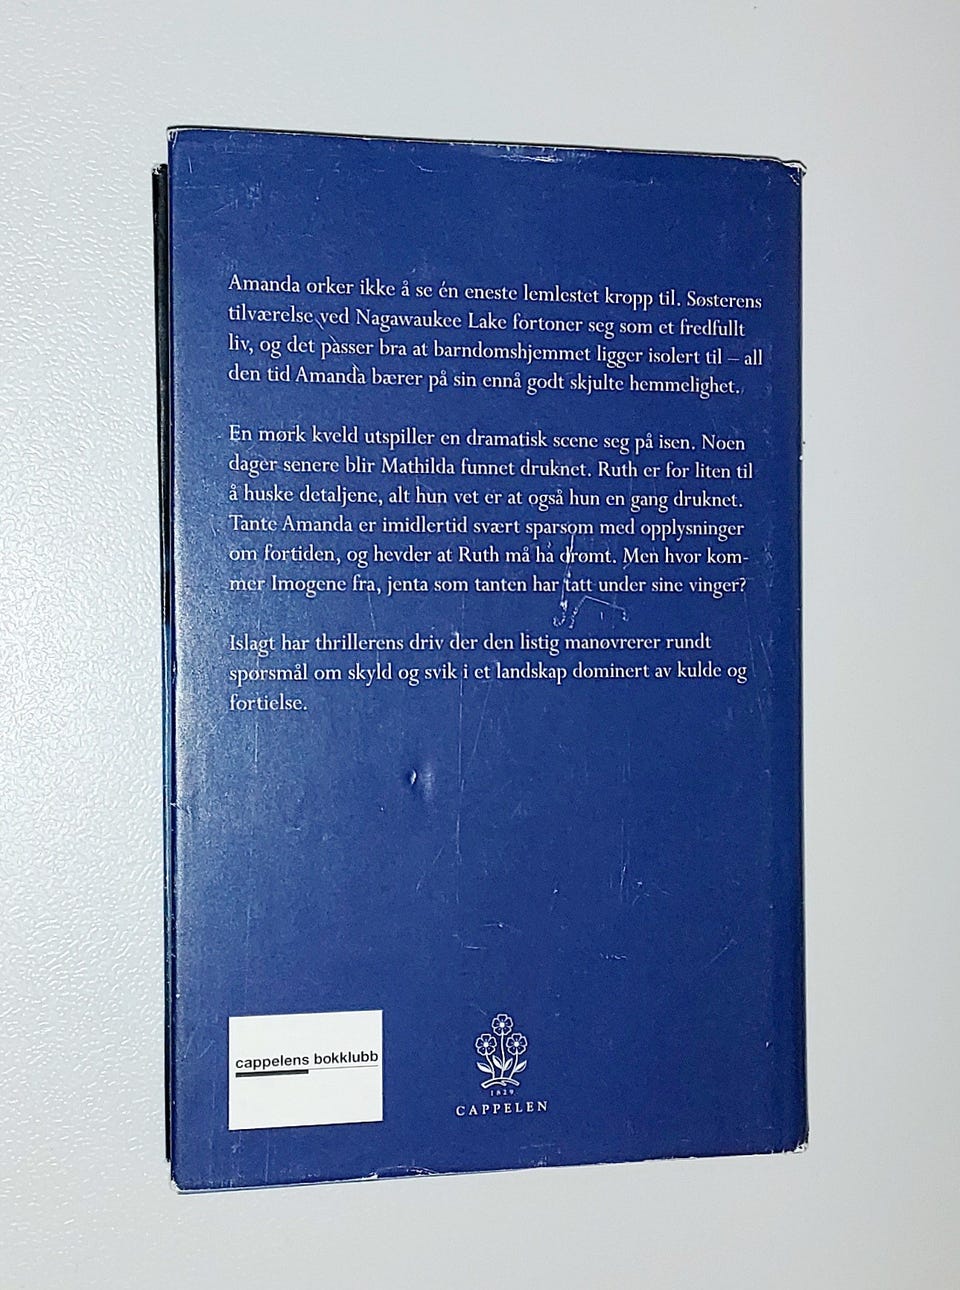 Amanda orker ikke å se én eneste lemlestet kropp til. Søsterens
tilværelse ved Nagawaukee Lake fortoner seg som et fredfullt
liv, og det passer bra at barndomshjemmet ligger isolert til – all
den tid Amanda bærer på sin ennå godt skjulte hemmelighet.
En mørk kveld utspiller en dramatisk scene seg på isen. Noen
dager senere blir Mathilda funnet druknet. Ruth er for liten til
å huske detaljene, alt hun vet er at også hun en gang druknet.
Tante Amanda er imidlertid svært sparsom med opplysninger
om fortiden, og hevder at Ruth må ha drømt. Men hvor kom-
mer Imogene fra, jenta som tanten har tatt under sine vinger?
Islagt har thrillerens driv der den listig manøvrerer rundt
spørsmål om skyld og svik i et landskap dominert av kulde og
fortielse.
cappelens bokklubb
1829
CAPPELEN